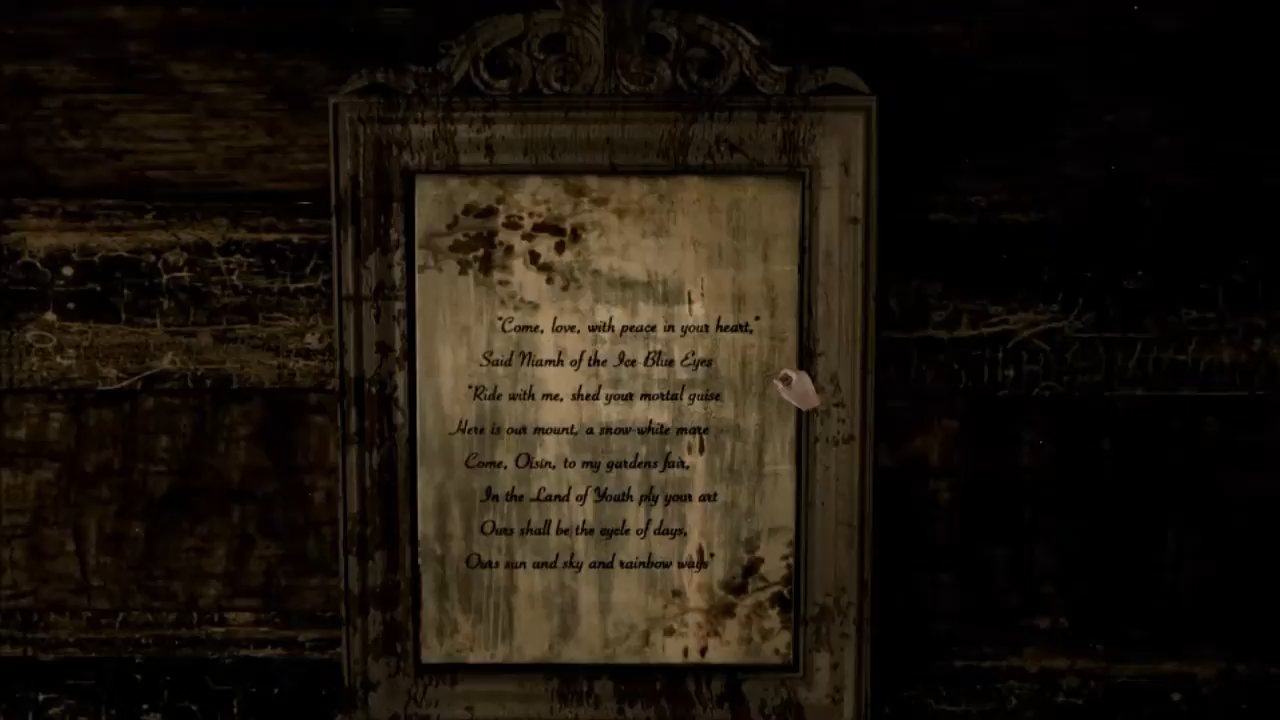 "Come, love, with peace in your heart,"
Said Niamh of the Ice-Blue Eyes
"Ride with me, shed your mortal guise
Here is our mount, a snow-white mare
Come, Oisin, to my gardens fair,
In the Land of Youth ply your art
Ours shall be the cycle of days,
Ours sun and sky and rainbow ways"